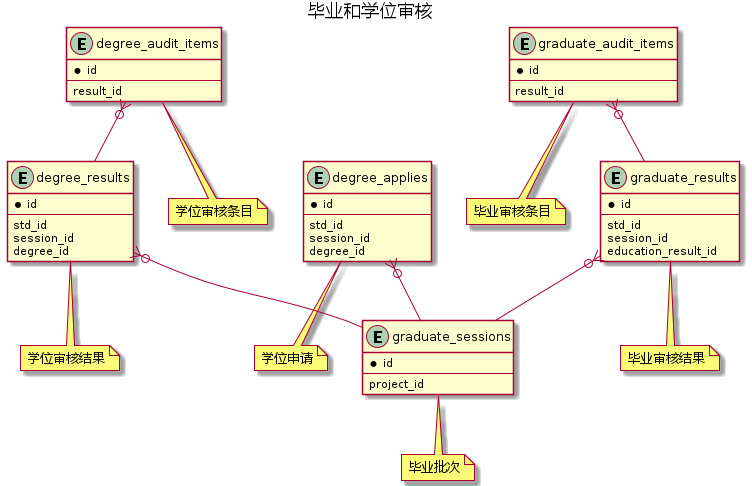 毕业和学位审核
E degree_audit_items
id
result_id
E graduate_audit_items
id
result_id
E degree_results
id
std_id
session_id
degree_id
学位审核条目
E degree_applies
id
std_id
session_id
degree_id
毕业审核条目
E graduate_results
id
std_id
session_id
education_result_id
学位审核结果
学位申请
E graduate_sessions
id
project_id
毕业审核结果
毕业批次